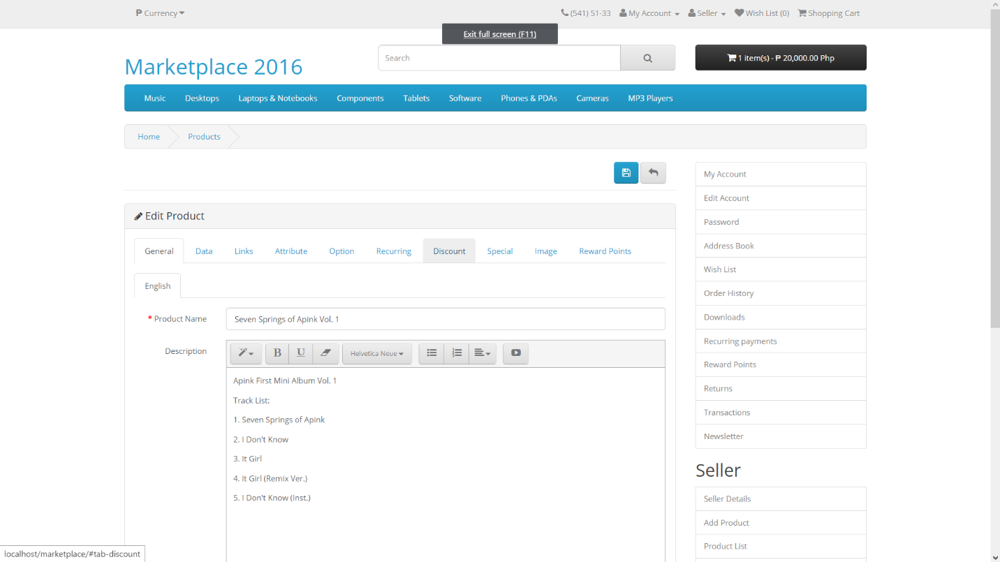 ₱ Currency
(541) 51-33 My Account Seller Wish List (0) Shopping Cart
Exit full screen (F11)
Marketplace 2016
Search
1 item(s) - ₱ 20,000.00 Php
Music Desktops Laptops & Notebooks Components Tablets Software Phones & PDAs Cameras MP3 Players
Home Products
Edit Product
General Data Links Attribute Option Recurring Discount Special Image Reward Points
English
* Product Name
Seven Springs of Apink Vol. 1
Description
B U Helvetica Neue
Apink First Mini Album Vol. 1
Track List:
1. Seven Springs of Apink
2. I Don't Know
3. It Girl
4. It Girl (Remix Ver.)
5. I Don't Know (Inst.)
My Account
Edit Account
Password
Address Book
Wish List
Order History
Downloads
Recurring payments
Reward Points
Returns
Transactions
Newsletter
Seller
Seller Details
Add Product
Product List
localhost/marketplace/#tab-discount